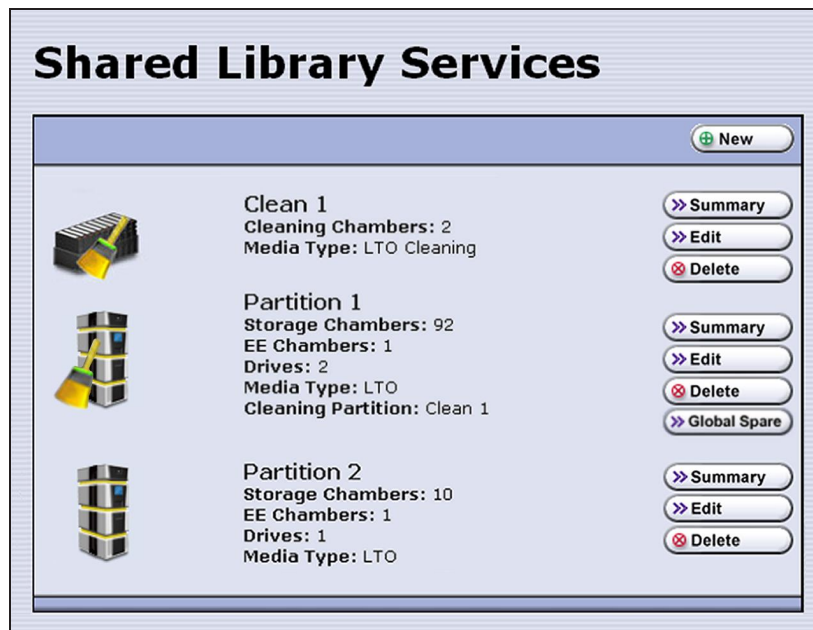 Shared Library Services
New
Clean 1
Cleaning Chambers: 2
Media Type: LTO Cleaning
Summary
Edit
Delete
Partition 1
Storage Chambers: 92
EE Chambers: 1
Drives: 2
Media Type: LTO
Cleaning Partition: Clean 1
Summary
Edit
Delete
Global Spare
Partition 2
Storage Chambers: 10
EE Chambers: 1
Drives: 1
Media Type: LTO
Summary
Edit
Delete